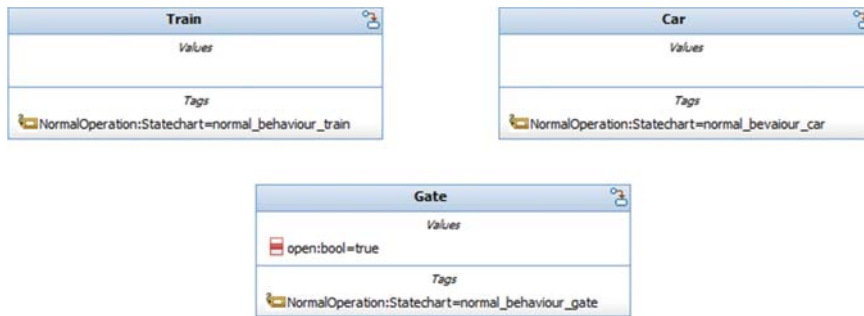 Train
Values
Tags
NormalOperation:Statechart=normal_behaviour_train
Car
Values
Tags
NormalOperation:Statechart=normal_bevaiour_car
Gate
Values
open:bool=true
Tags
NormalOperation:Statechart=normal_behaviour_gate